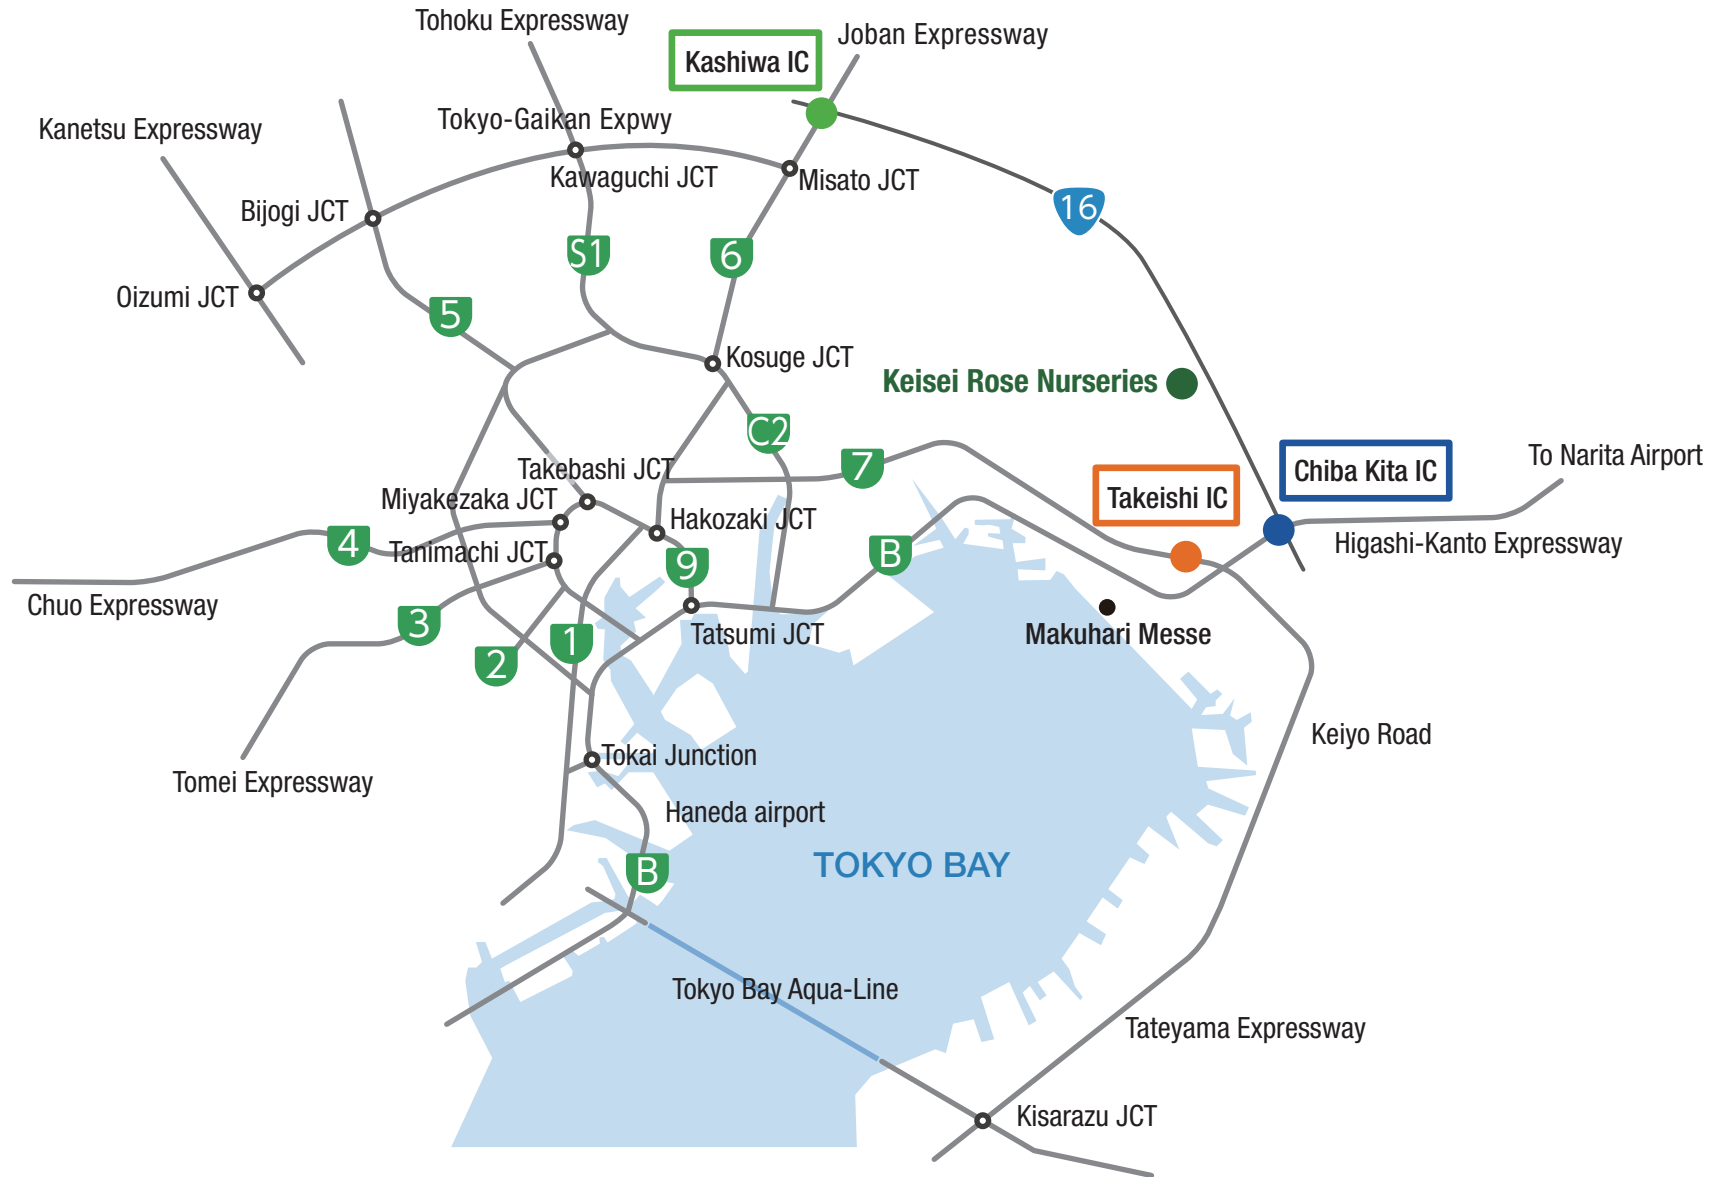 Tohoku Expressway
Kashiwa IC
Joban Expressway
Kanetsu Expressway
Tokyo-Gaikan Expwy
Kawaguchi JCT
Misato JCT
Bijogi JCT
16
S1
6
Oizumi JCT
5
Kosuge JCT
Keisei Rose Nurseries
C2
Takebashi JCT
7
Takeishi IC
Chiba Kita IC
To Narita Airport
Miyakezaka JCT
Hakozaki JCT
4
Tanimachi JCT
9
B
Higashi-Kanto Expressway
Chuo Expressway
3
2
1
Tatsumi JCT
Makuhari Messe
Keiyo Road
Tokai Junction
Tomei Expressway
Haneda airport
B
TOKYO BAY
Tokyo Bay Aqua-Line
Tateyama Expressway
Kisarazu JCT